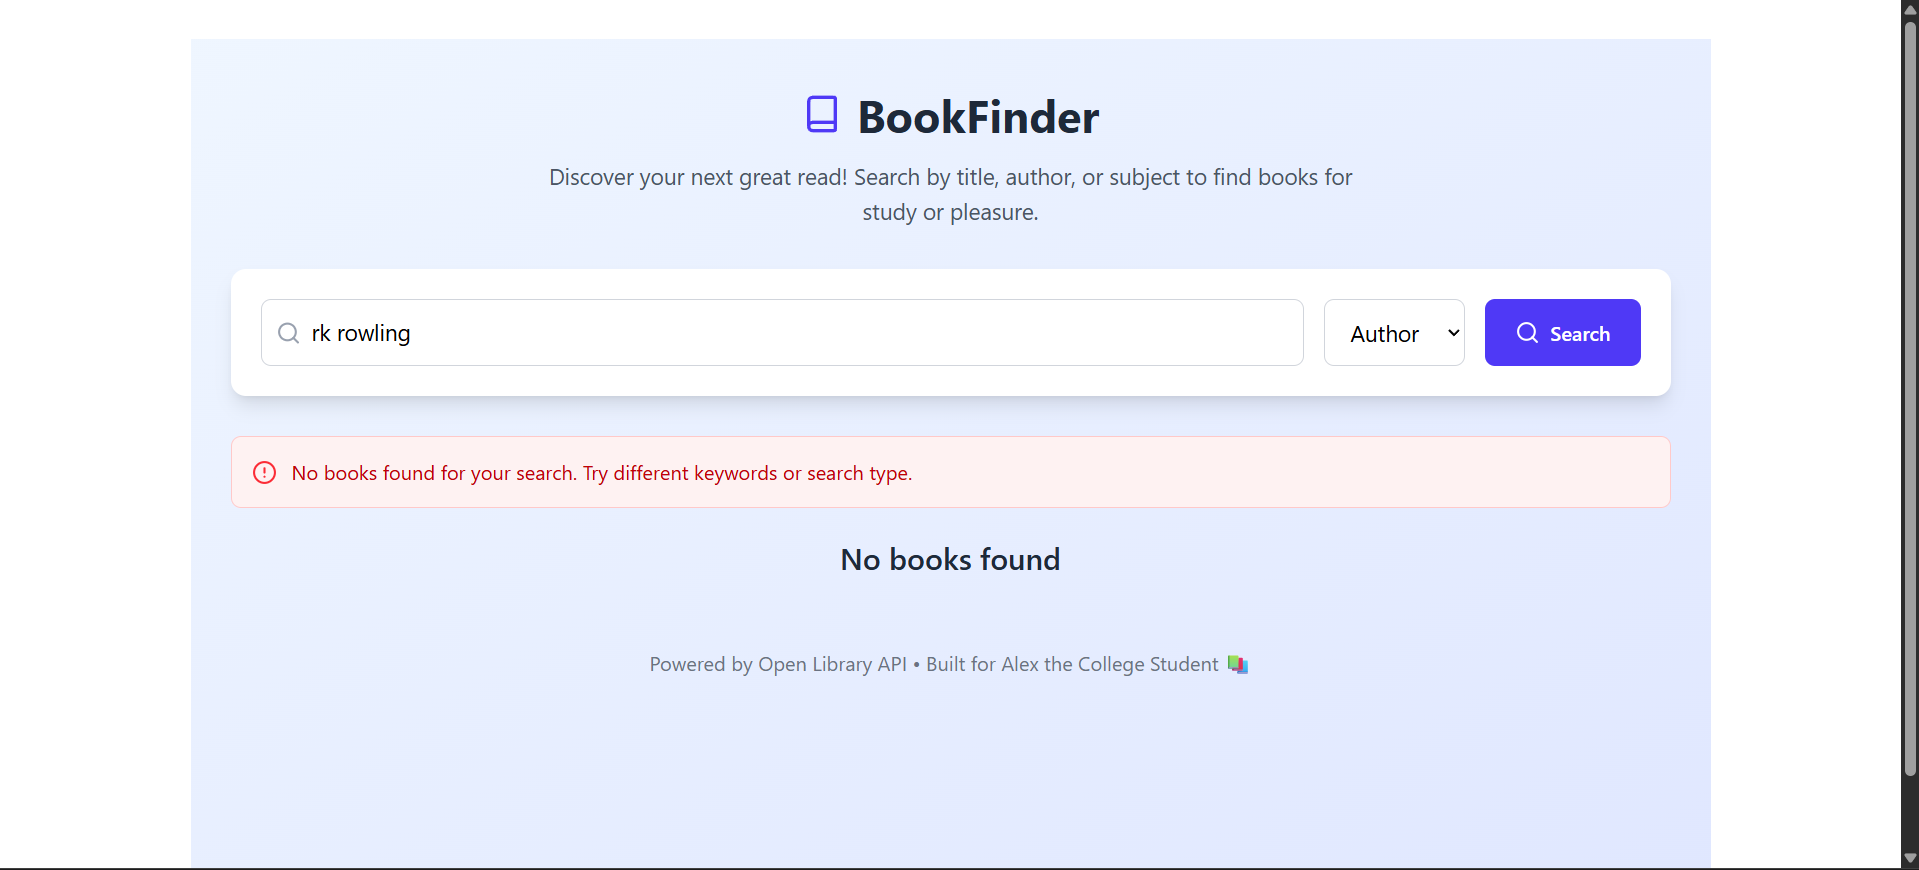 BookFinder
Discover your next great read! Search by title, author, or subject to find books for
study or pleasure.
rk rowling
Author
Search
No books found for your search. Try different keywords or search type.
No books found
Powered by Open Library API • Built for Alex the College Student 📚